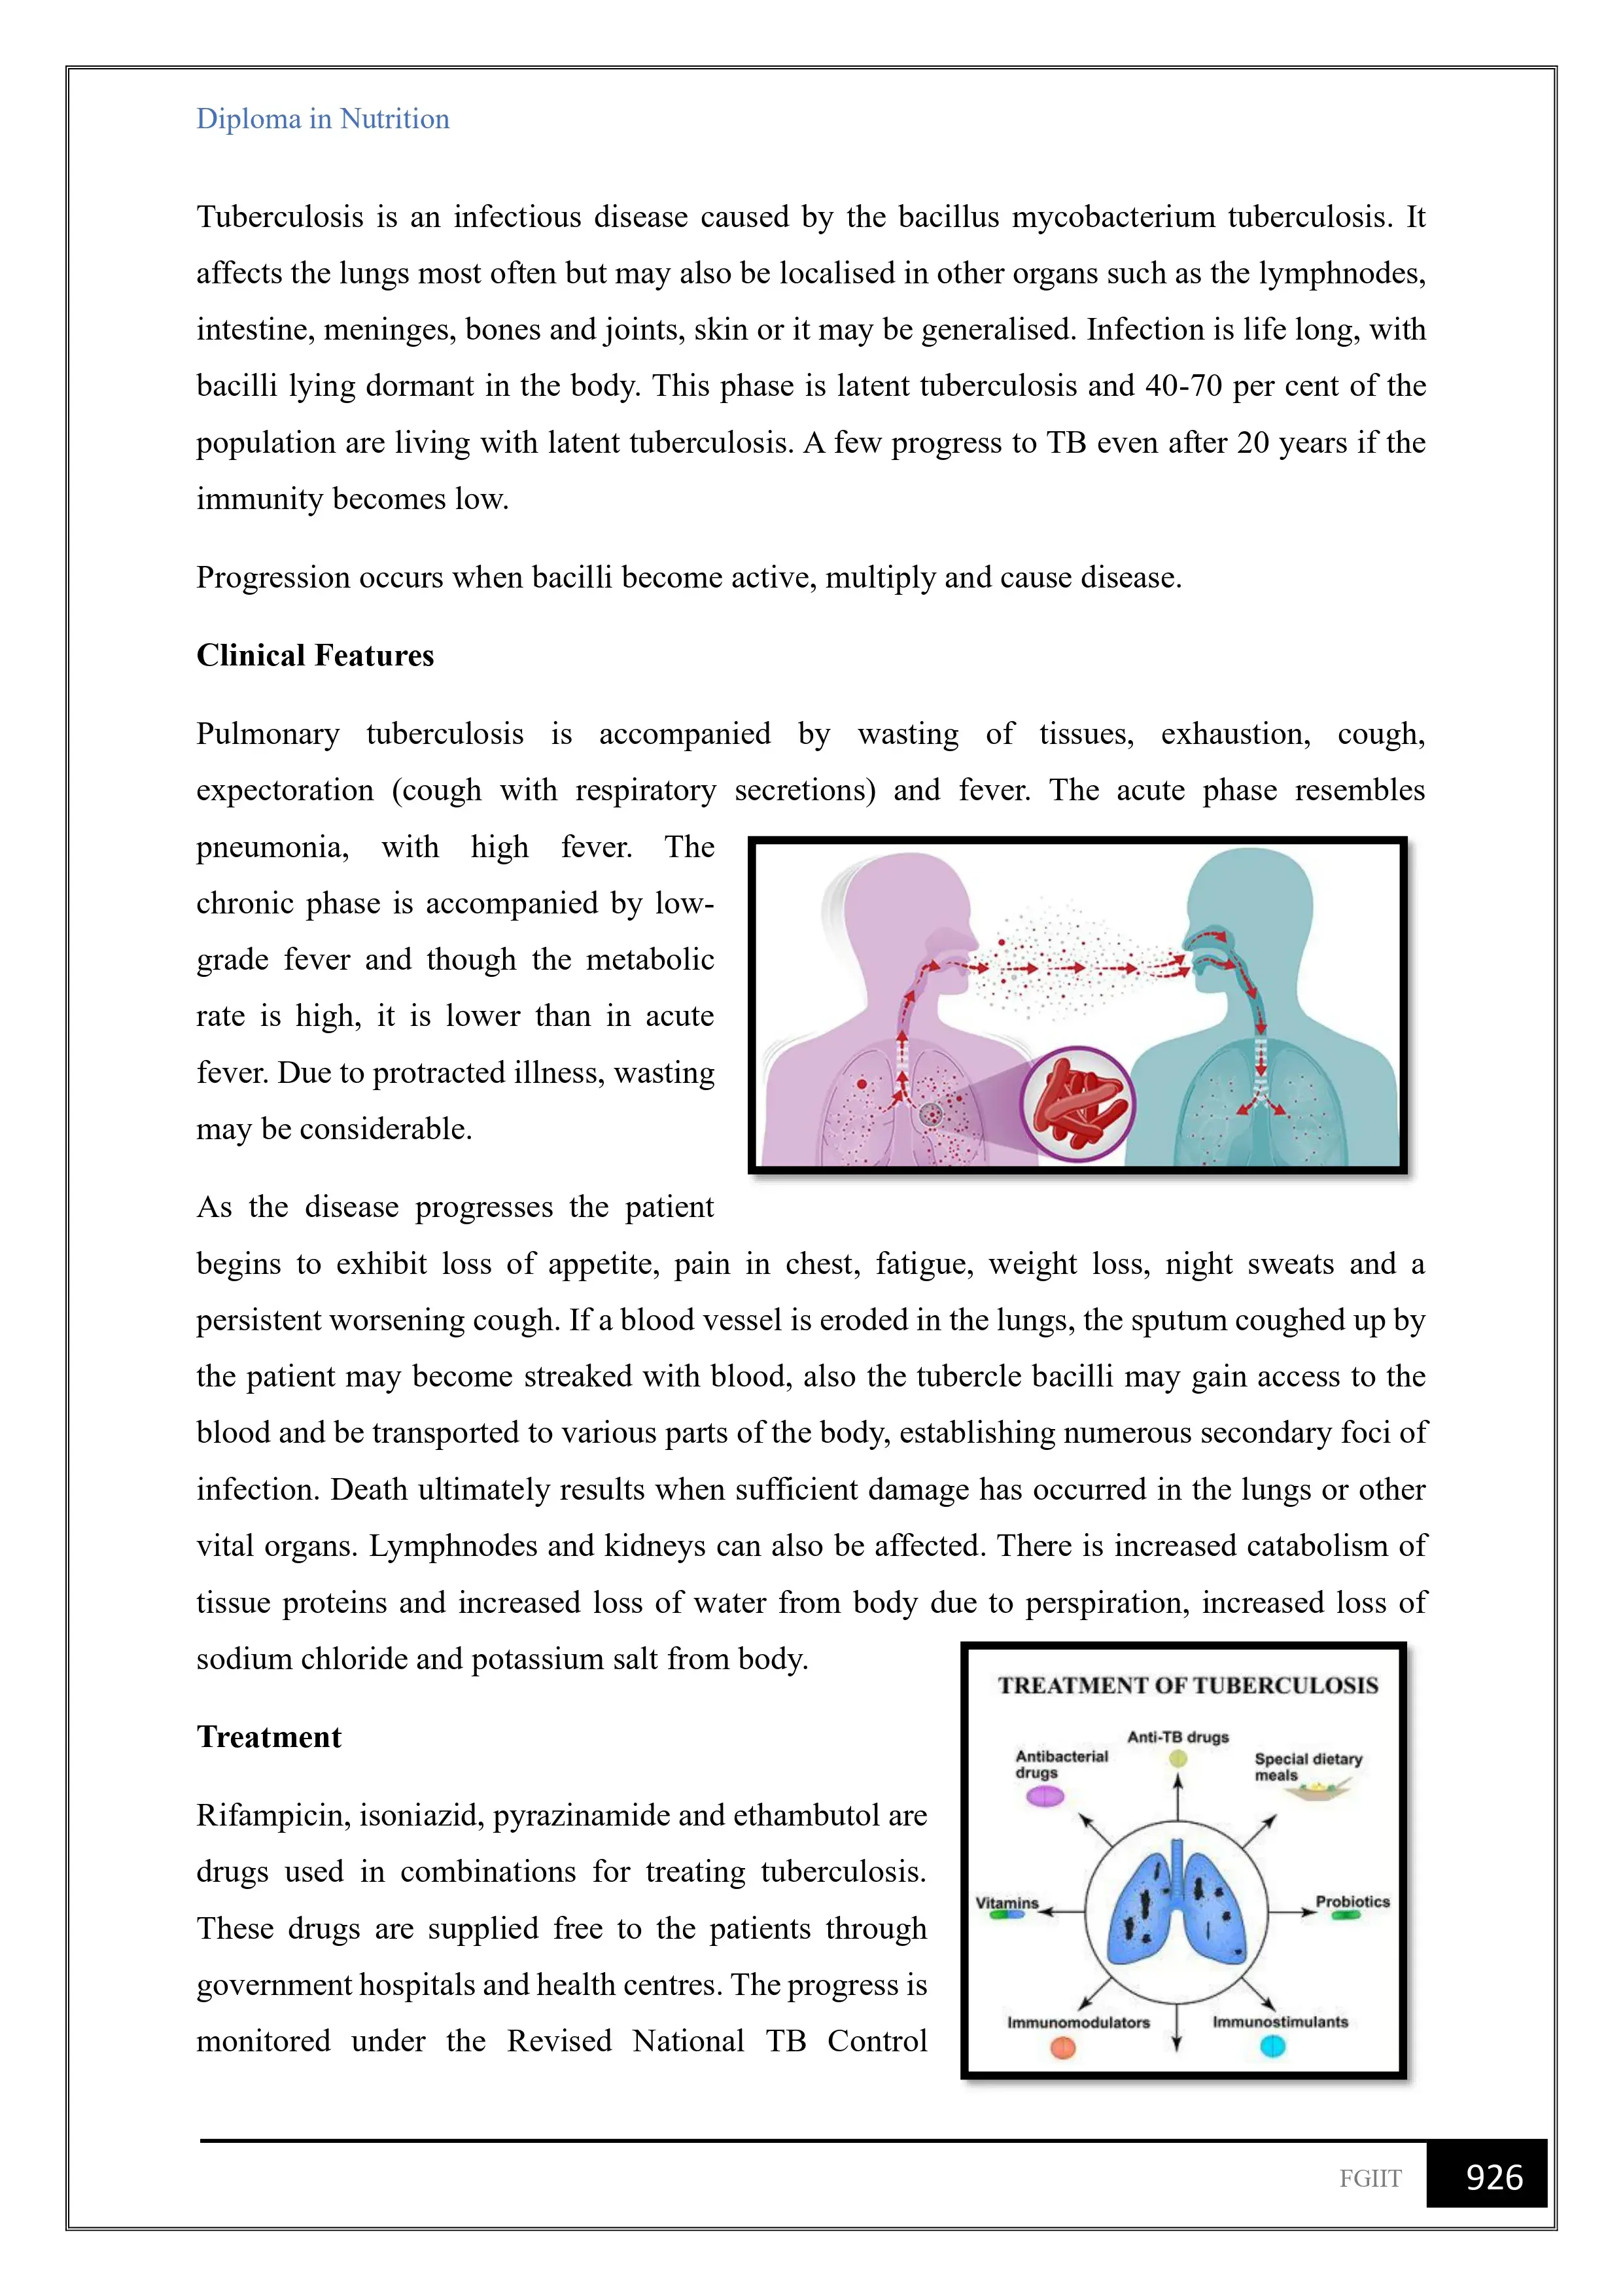 Diploma in Nutrition
Tuberculosis is an infectious disease caused by the bacillus mycobacterium tuberculosis. It
affects the lungs most often but may also be localised in other organs such as the lymphnodes,
intestine, meninges, bones and joints, skin or it may be generalised. Infection is life long, with
bacilli lying dormant in the body. This phase is latent tuberculosis and 40-70 per cent of the
population are living with latent tuberculosis. A few progress to TB even after 20 years if the
immunity becomes low.
Progression occurs when bacilli become active, multiply and cause disease.
Clinical Features
Pulmonary tuberculosis is accompanied by wasting of tissues, exhaustion, cough,
expectoration (cough with respiratory secretions) and fever. The acute phase resembles
pneumonia, with high fever. The
chronic phase is accompanied by low-
grade fever and though the metabolic
rate is high, it is lower than in acute
fever. Due to protracted illness, wasting
may be considerable.
As the disease progresses the patient
begins to exhibit loss of appetite, pain in chest, fatigue, weight loss, night sweats and a
persistent worsening cough. If a blood vessel is eroded in the lungs, the sputum coughed up by
the patient may become streaked with blood, also the tubercle bacilli may gain access to the
blood and be transported to various parts of the body, establishing numerous secondary foci of
infection. Death ultimately results when sufficient damage has occurred in the lungs or other
vital organs. Lymphnodes and kidneys can also be affected. There is increased catabolism of
tissue proteins and increased loss of water from body due to perspiration, increased loss of
sodium chloride and potassium salt from body.
Treatment
Rifampicin, isoniazid, pyrazinamide and ethambutol are
drugs used in combinations for treating tuberculosis.
These drugs are supplied free to the patients through
government hospitals and health centres. The progress is
monitored under the Revised National TB Control
TREATMENT OF TUBERCULOSIS
Anti-TB drugs
Antibacterial
drugs
Special dietary
meals
Vitamins
Probiotics
Immunomodulators
Immunostimulants
FGIIT
926